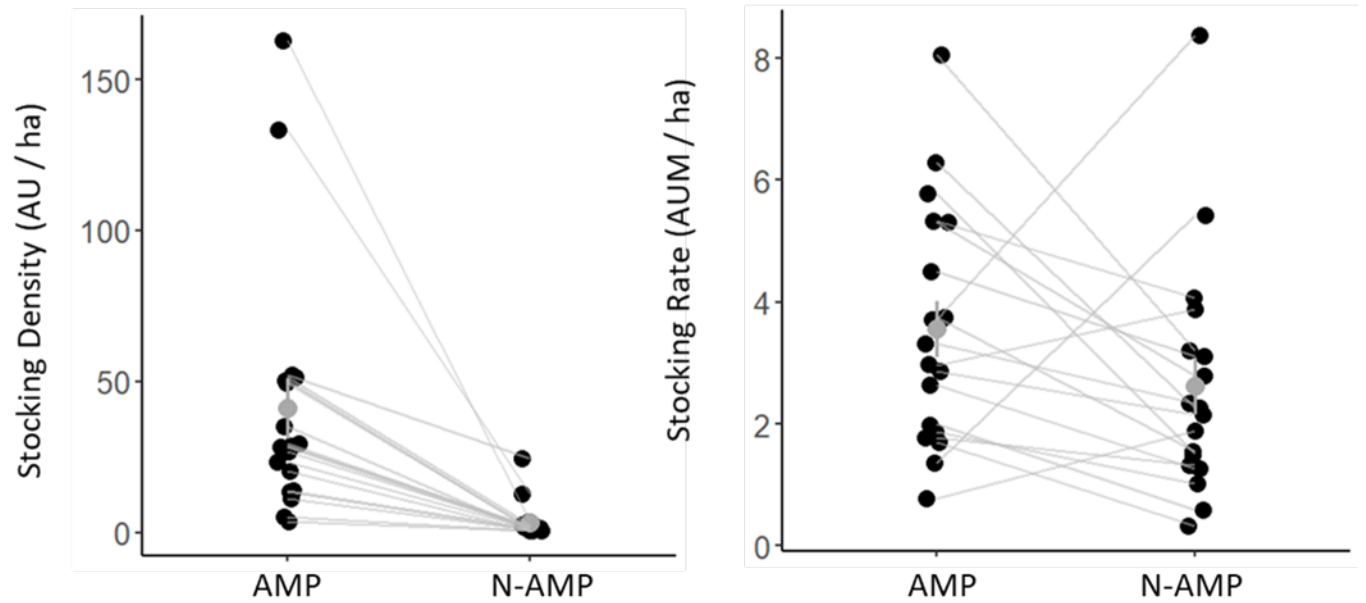 Stocking Density (AU / ha)
150
100
50
0
AMP
N-AMP
Stocking Rate (AUM / ha)
8
6
4
2
0
AMP
N-AMP